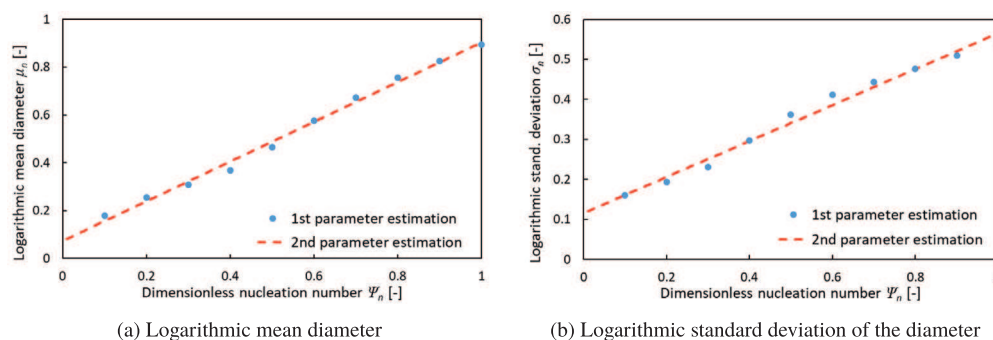 1
0.8
0.6
0.4
0.2
0
0 0.2 0.4 0.6 0.8 1
Logarithmic mean diameter μn [-]
Dimensionless nucleation number Ψn [-]
1st parameter estimation
2nd parameter estimation
(a) Logarithmic mean diameter
0.6
0.5
0.4
0.3
0.2
0.1
0
0 0.2 0.4 0.6 0.8
Logarithmic stand. deviation σn [-]
Dimensionless nucleation number Ψn [-]
1st parameter estimation
2nd parameter estimation
(b) Logarithmic standard deviation of the diameter